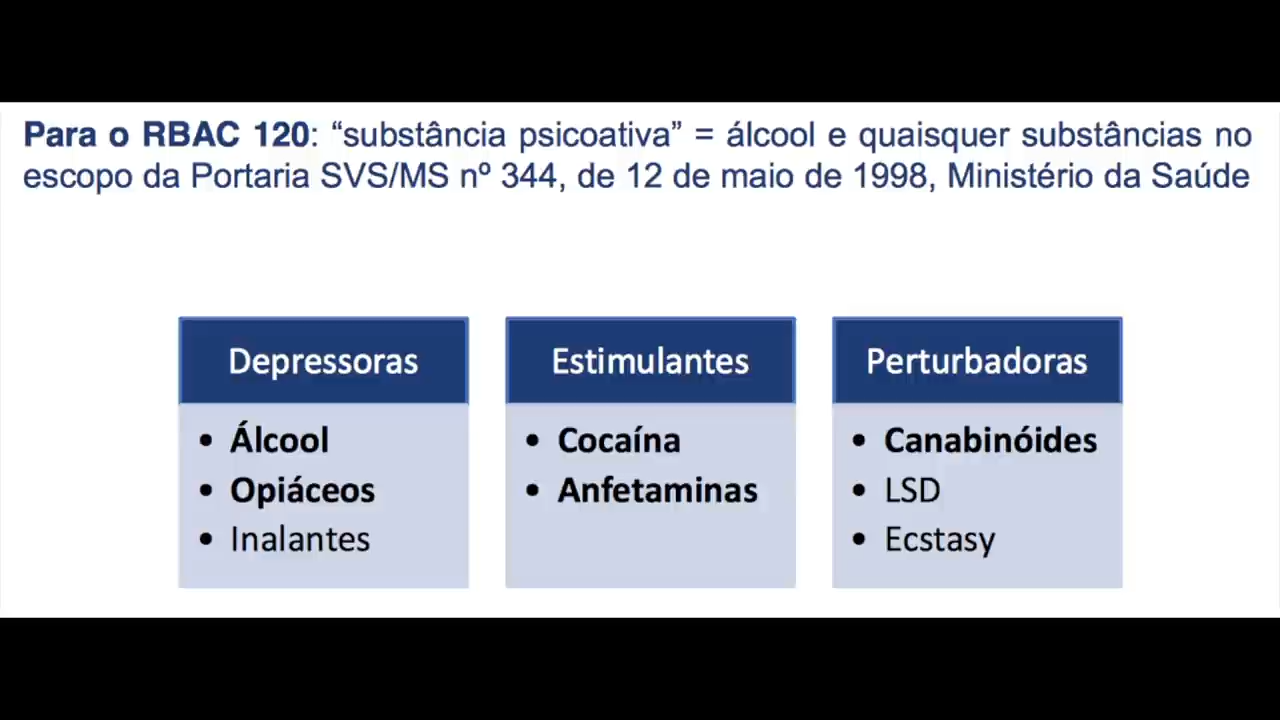 Para o RBAC 120: “substância psicoativa” = álcool e quaisquer substâncias no
escopo da Portaria SVS/MS nº 344, de 12 de maio de 1998, Ministério da Saúde
Depressoras
• Álcool
• Opiáceos
• Inalantes
Estimulantes
• Cocaína
• Anfetaminas
Perturbadoras
• Canabinóides
• LSD
• Ecstasy